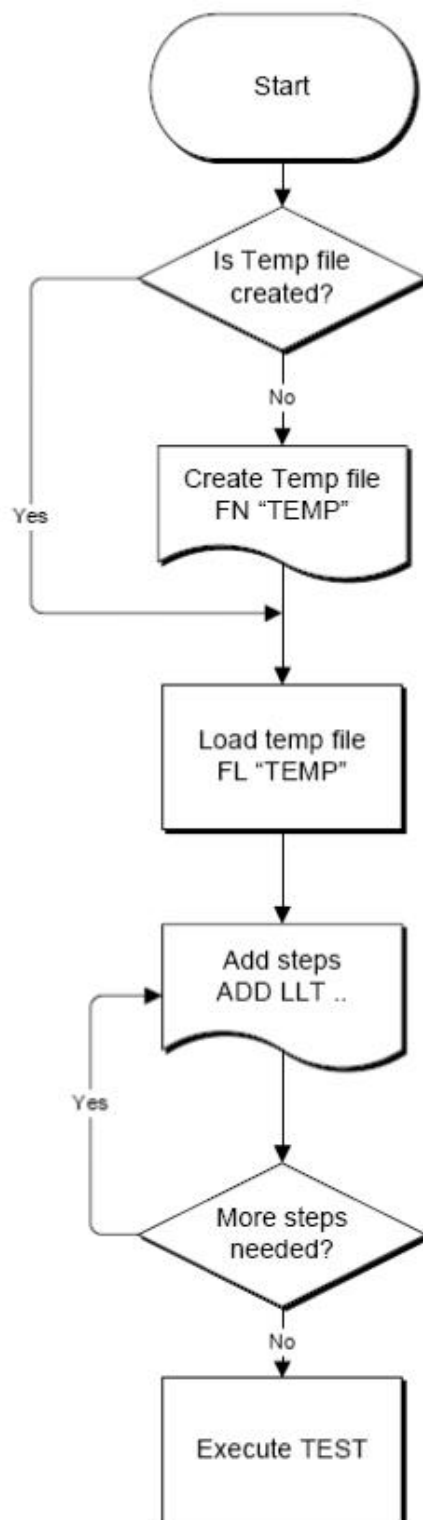 Start
Is Temp file
created?
No
Create Temp file
FN “TEMP”
Yes
Load temp file
FL “TEMP”
Add steps
ADD LLT ..
Yes
More steps
needed?
No
Execute TEST